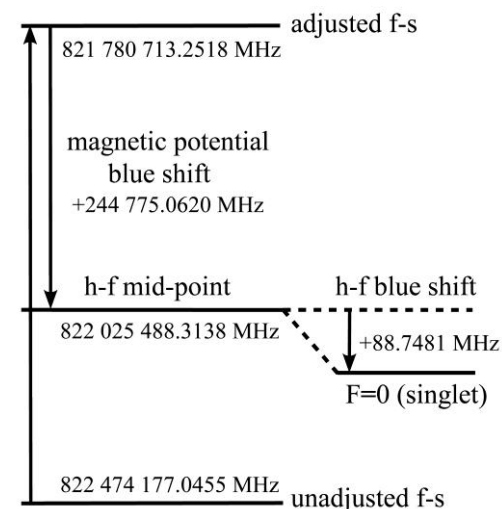 adjusted f-s
821 780 713.2518 MHz
magnetic potential
blue shift
+244 775.0620 MHz
h-f mid-point
h-f blue shift
822 025 488.3138 MHz
+88.7481 MHz
F=0 (singlet)
822 474 177.0455 MHz
unadjusted f-s